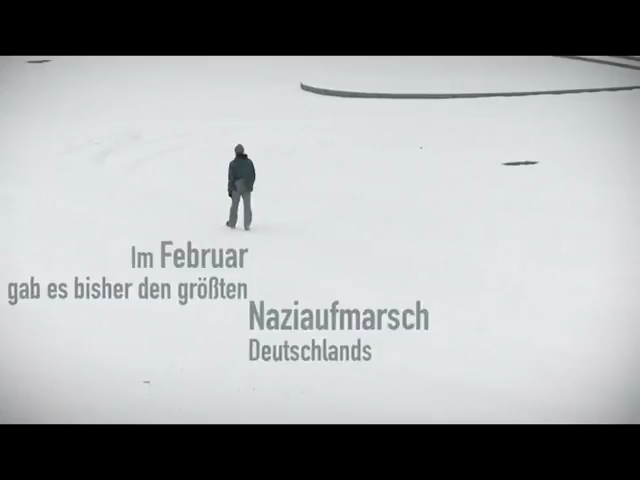 Im Februar
gab es bisher den größten
Naziaufmarsch
Deutschlands